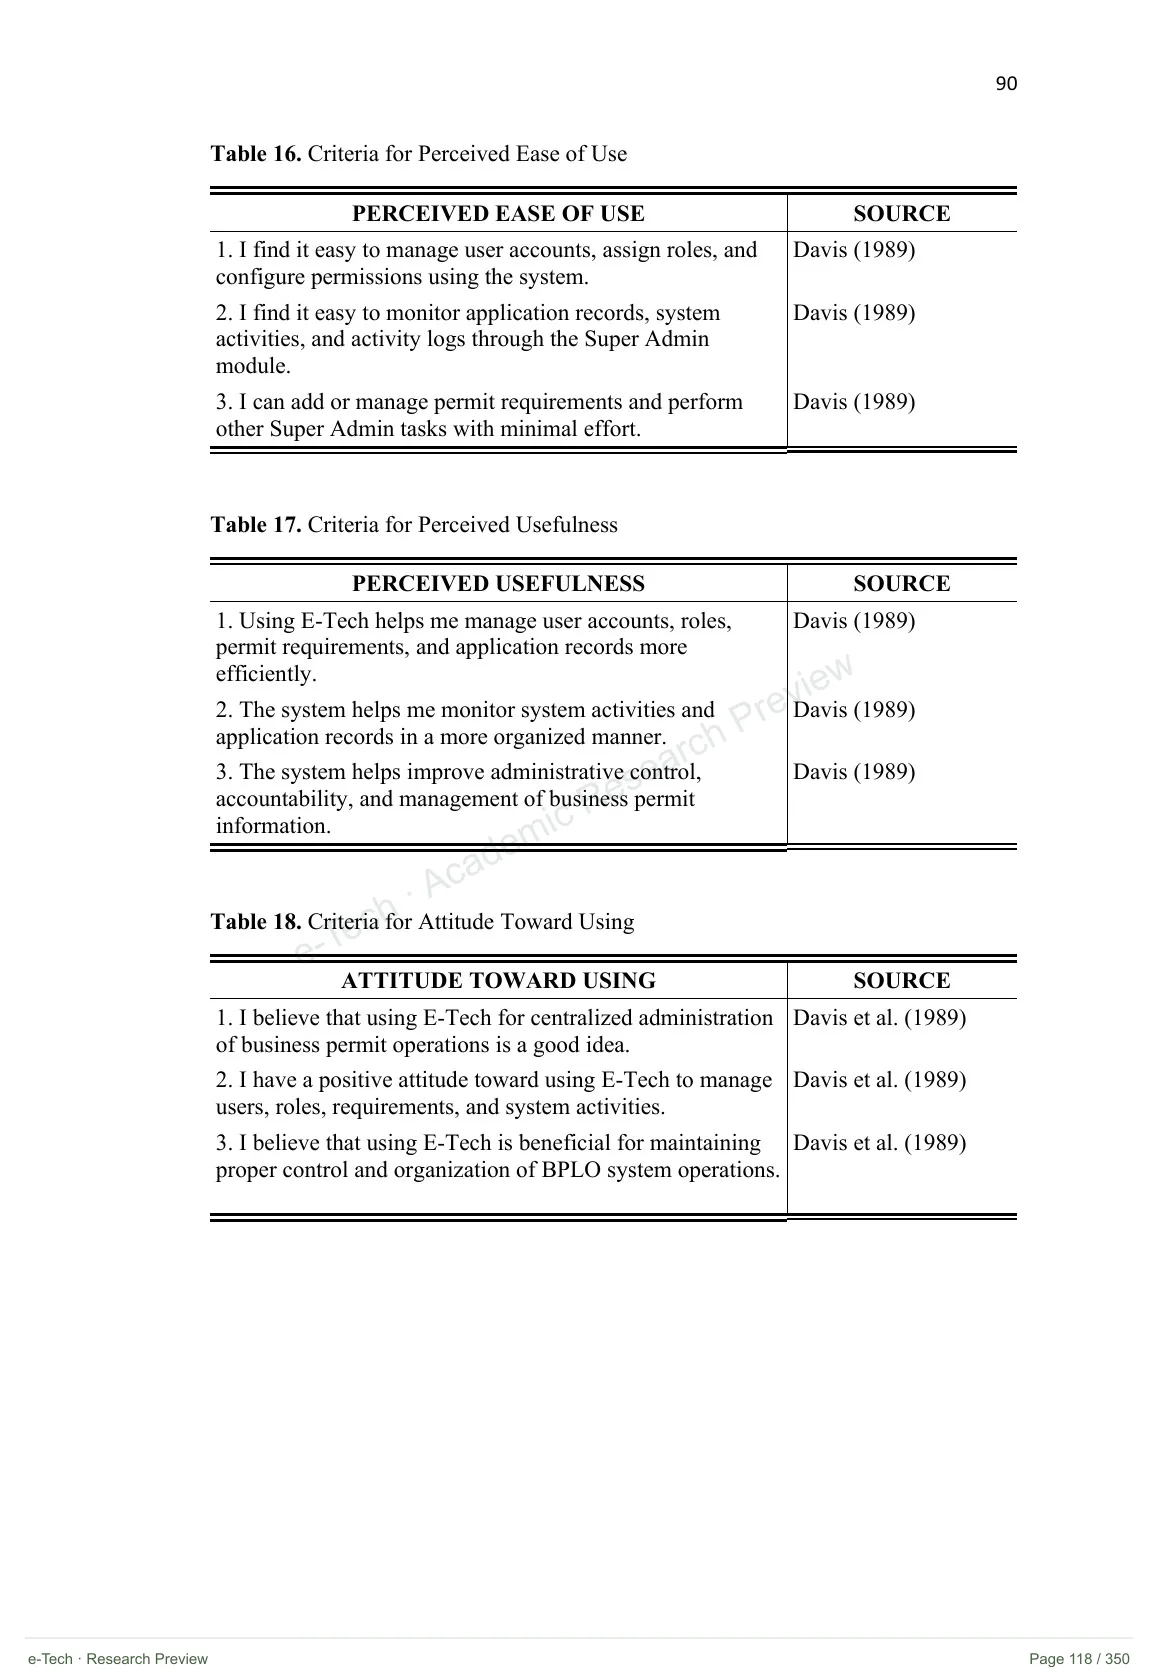 90
Table 16. Criteria for Perceived Ease of Use
PERCEIVED EASE OF USE SOURCE
1. I find it easy to manage user accounts, assign roles, and Davis (1989)
configure permissions using the system.
2. I find it easy to monitor application records, system Davis (1989)
activities, and activity logs through the Super Admin
module.
3. I can add or manage permit requirements and perform Davis (1989)
other Super Admin tasks with minimal effort.
Table 17. Criteria for Perceived Usefulness
PERCEIVED USEFULNESS SOURCE
1. Using E-Tech helps me manage user accounts, roles, Davis (1989)
permit requirements, and application records more
efficiently.
2. The system helps me monitor system activities and Davis (1989)
application records in a more organized manner.
3. The system helps improve administrative control, Davis (1989)
accountability, and management of business permit
information.
e-Tech · Academic Research Preview
Table 18. Criteria for Attitude Toward Using
ATTITUDE TOWARD USING SOURCE
1. I believe that using E-Tech for centralized administration Davis et al. (1989)
of business permit operations is a good idea.
2. I have a positive attitude toward using E-Tech to manage Davis et al. (1989)
users, roles, requirements, and system activities.
3. I believe that using E-Tech is beneficial for maintaining Davis et al. (1989)
proper control and organization of BPLO system operations.
e-Tech · Research Preview Page 118 / 350